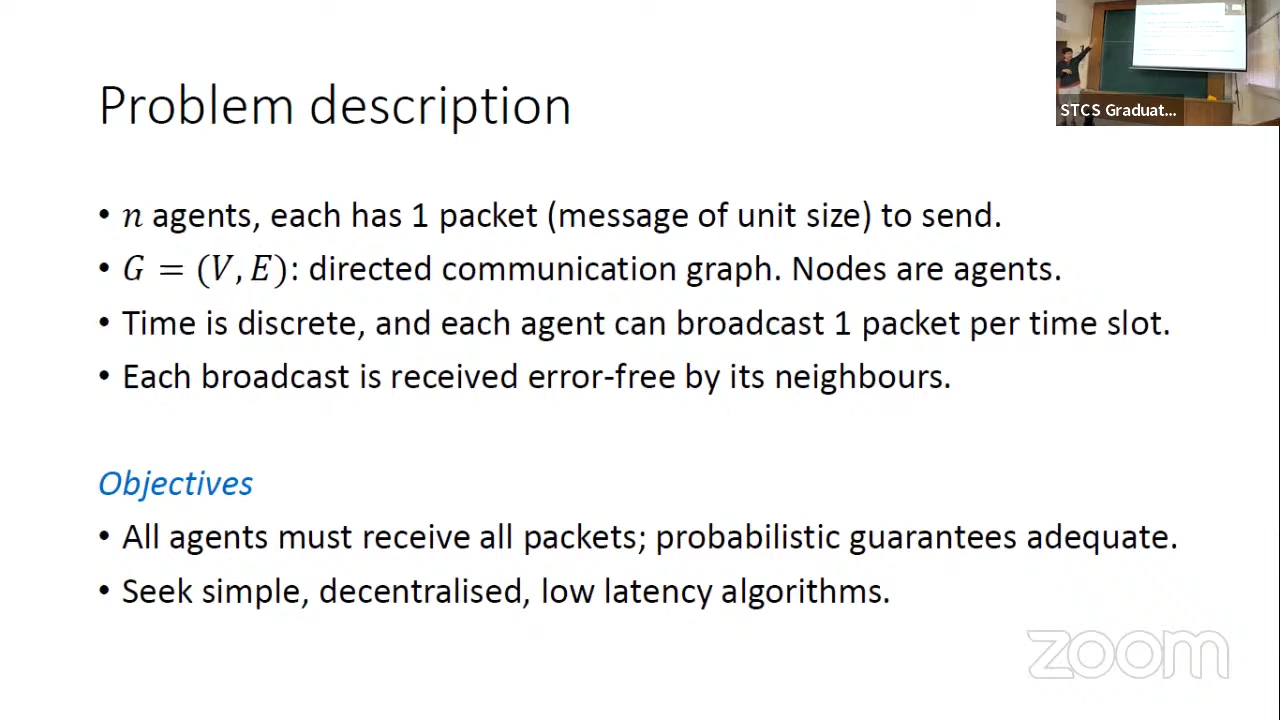 STCS Graduat...
Problem description
• n agents, each has 1 packet (message of unit size) to send.
• G = (V, E): directed communication graph. Nodes are agents.
• Time is discrete, and each agent can broadcast 1 packet per time slot.
• Each broadcast is received error-free by its neighbours.
Objectives
• All agents must receive all packets; probabilistic guarantees adequate.
• Seek simple, decentralised, low latency algorithms.
zoom